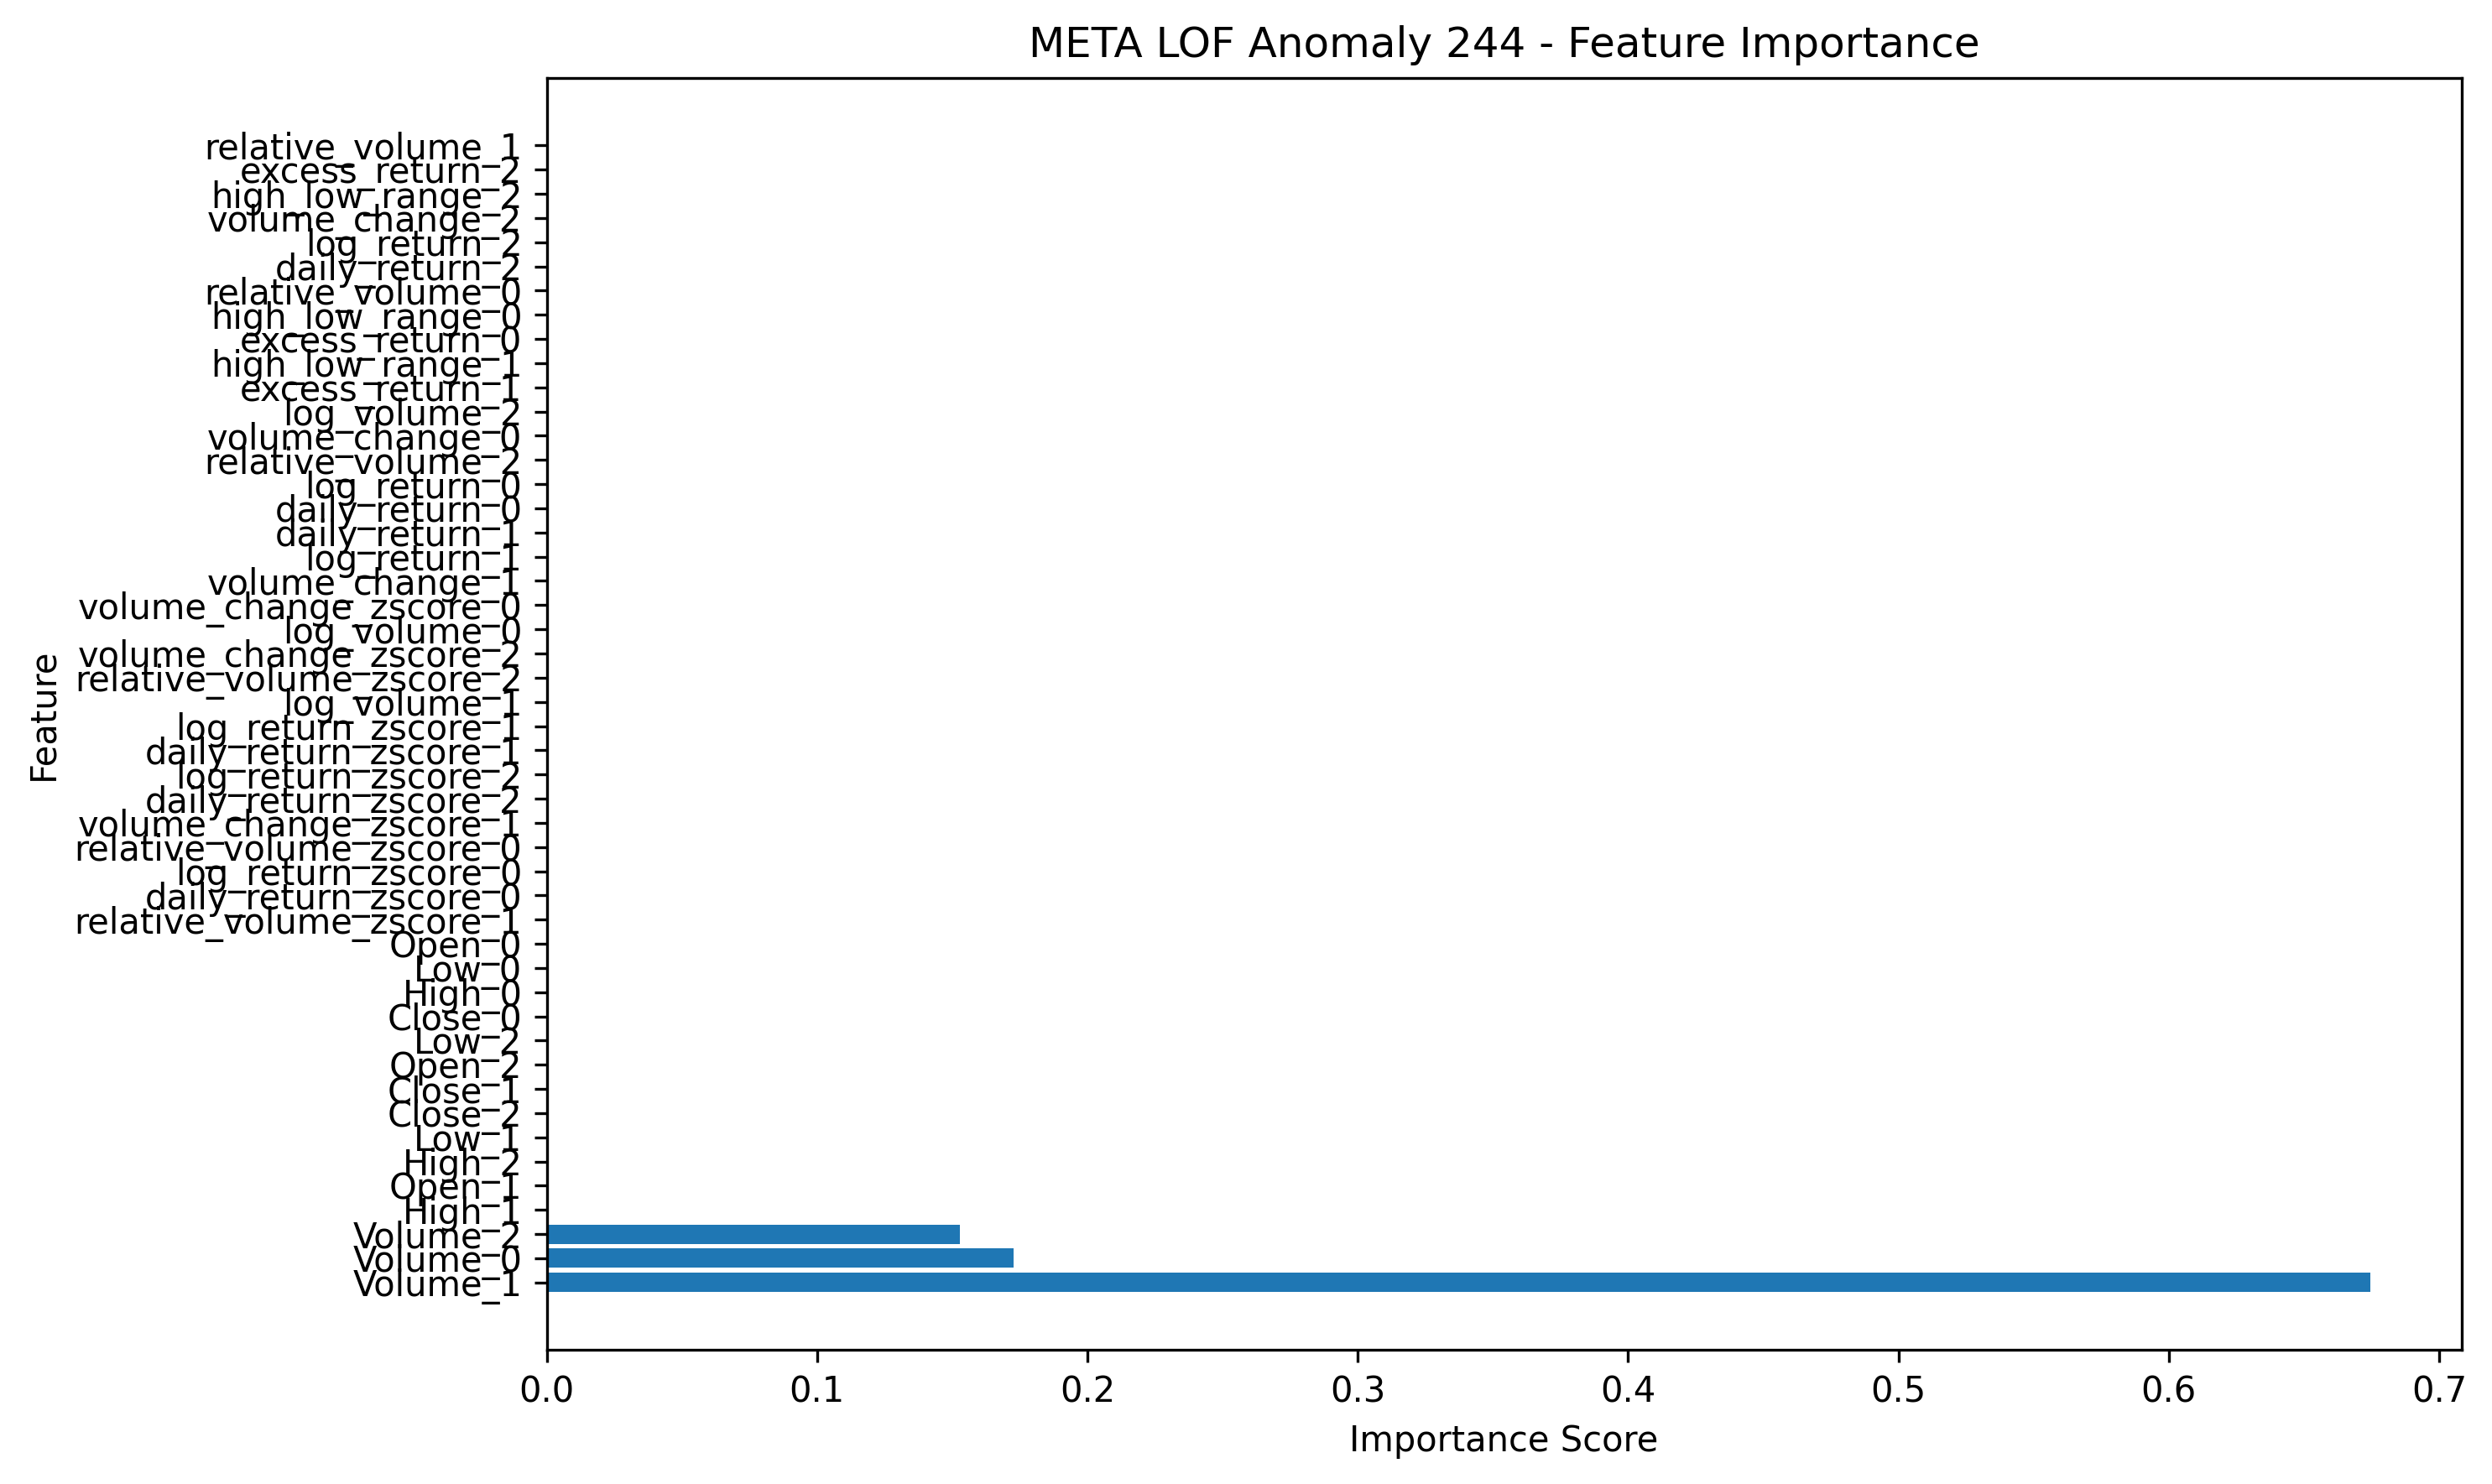 META LOF Anomaly 244 - Feature Importance
relative_volume_1
excess_return_2
high_low_range_2
volume_change_2
log_return_2
daily_return_2
relative_volume_0
high_low_range_0
excess_return_0
high_low_range_1
excess_return_1
log_volume_2
volume_change_0
relative_volume_2
log_return_0
daily_return_0
daily_return_1
log_return_1
volume_change_1
volume_change_zscore_0
log_volume_0
volume_change_zscore_2
relative_volume_zscore_2
log_volume_1
log_return_zscore_1
daily_return_zscore_1
log_return_zscore_2
daily_return_zscore_2
volume_change_zscore_1
relative_volume_zscore_0
log_return_zscore_0
daily_return_zscore_0
relative_volume_zscore_1
Open_0
Low_0
High_0
Close_0
Low_2
Open_2
Close_1
Close_2
Low_1
High_2
Open_1
High_1
Volume_2
Volume_0
Volume_1
Feature
0.0 0.1 0.2 0.3 0.4 0.5 0.6 0.7
Importance Score